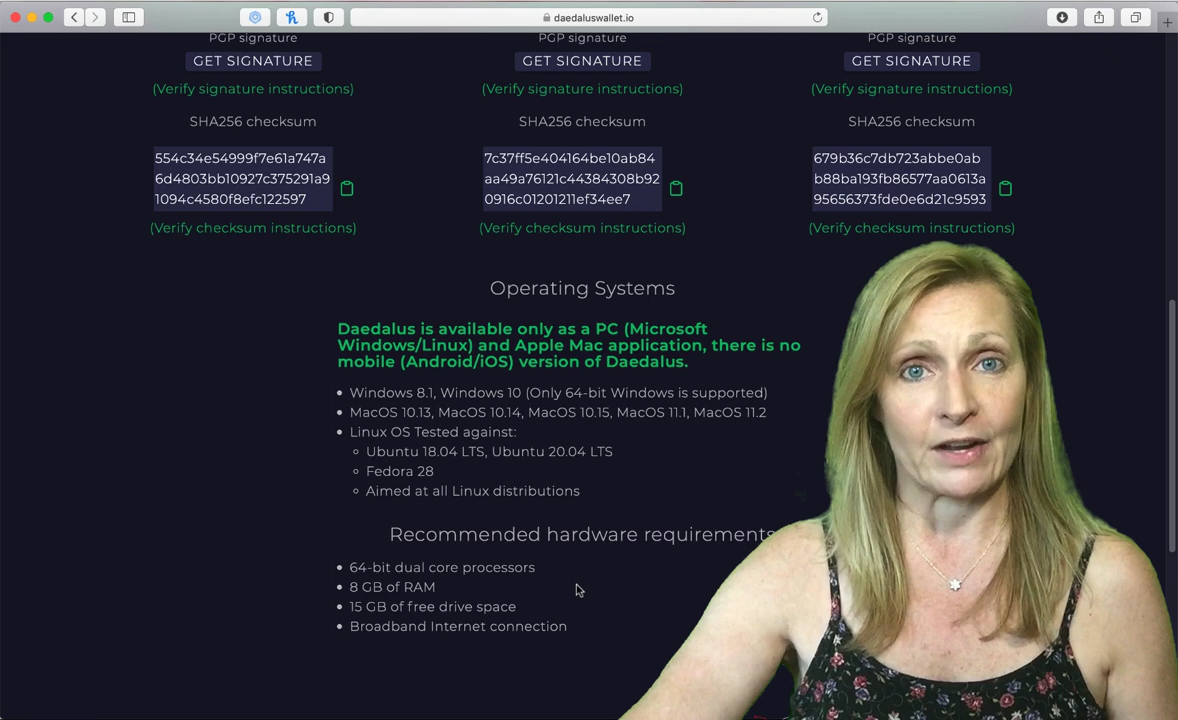 daedaluswallet.io
PGP signature
PGP signature
PGP signature
GET SIGNATURE
GET SIGNATURE
GET SIGNATURE
(Verify signature instructions)
(Verify signature instructions)
(Verify signature instructions)
SHA256 checksum
SHA256 checksum
SHA256 checksum
554c34e54999f7e61a747a
6d4803bb10927c375291a9
1094c4580f8efc122597
7c37ff5e404164be10ab84
aa49a76121c44384308b92
0916c01201211ef34ee7
679b36c7db723abbe0ab
b88ba193fb86577aa0613a
95656373fde0e6d21c9593
(Verify checksum instructions)
(Verify checksum instructions)
(Verify checksum instructions)
Operating Systems
Daedalus is available only as a PC (Microsoft
Windows/Linux) and Apple Mac application, there is no
mobile (Android/iOS) version of Daedalus.
Windows 8.1, Windows 10 (Only 64-bit Windows is supported)
MacOS 10.13, MacOS 10.14, MacOS 10.15, MacOS 11.1, MacOS 11.2
Linux OS Tested against:
Ubuntu 18.04 LTS, Ubuntu 20.04 LTS
Fedora 28
Aimed at all Linux distributions
Recommended hardware requirements
64-bit dual core processors
8 GB of RAM
15 GB of free drive space
Broadband Internet connection